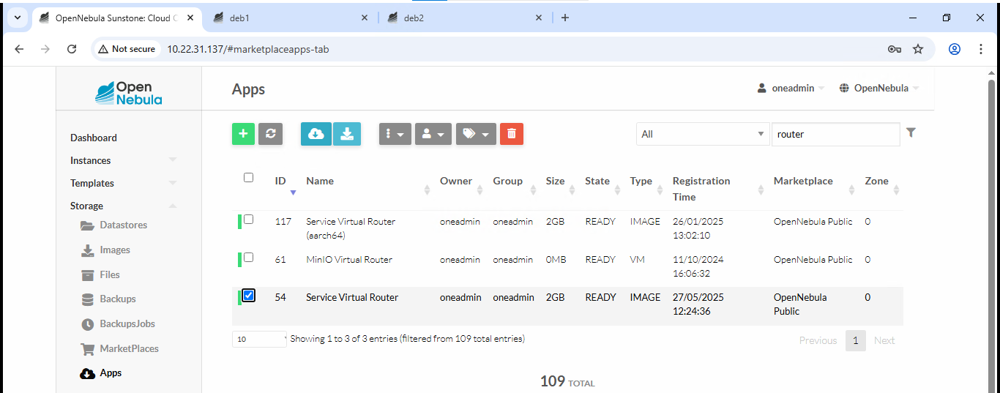 OpenNebula Sunstone: Cloud O
deb1
deb2
Not secure
10.22.31.137/#marketplaceapps-tab
Open
Nebula
Apps
oneadmin
OpenNebula
Dashboard
Instances
Templates
Storage
Datastores
Images
Files
Backups
BackupsJobs
MarketPlaces
Apps
All
router
ID Name Owner Group Size State Type Registration Time Marketplace Zone
117 Service Virtual Router (aarch64) oneadmin oneadmin 2GB READY IMAGE 26/01/2025 13:02:10 OpenNebula Public 0
61 MinIO Virtual Router oneadmin oneadmin 0MB READY VM 11/10/2024 16:06:32 OpenNebula Public 0
54 Service Virtual Router oneadmin oneadmin 2GB READY IMAGE 27/05/2025 12:24:36 OpenNebula Public 0
10
Showing 1 to 3 of 3 entries (filtered from 109 total entries)
Previous 1 Next
109 TOTAL